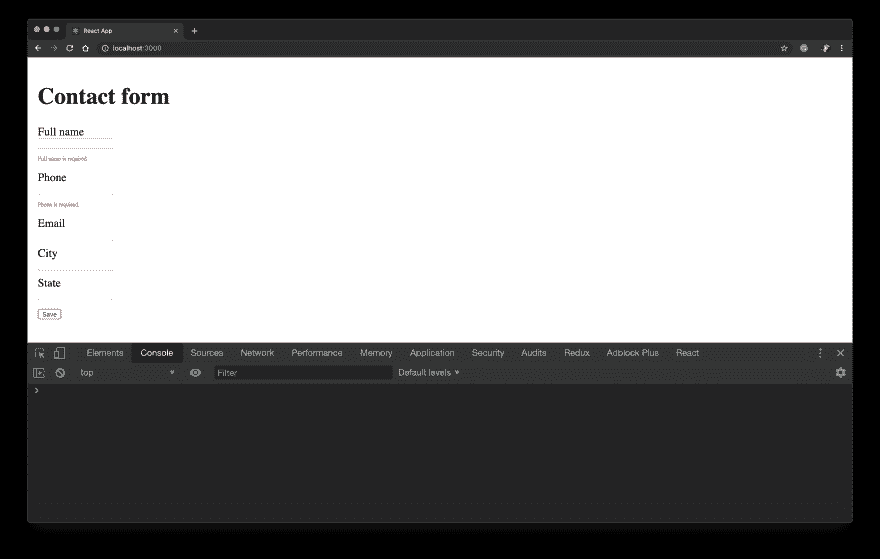 React App
localhost:3000
Contact form
Full name
Full name is required
Phone
Phone is required
Email
City
State
Save
Elements Console Sources Network Performance Memory Application Security Audits Redux Adblock Plus React
top Filter Default levels